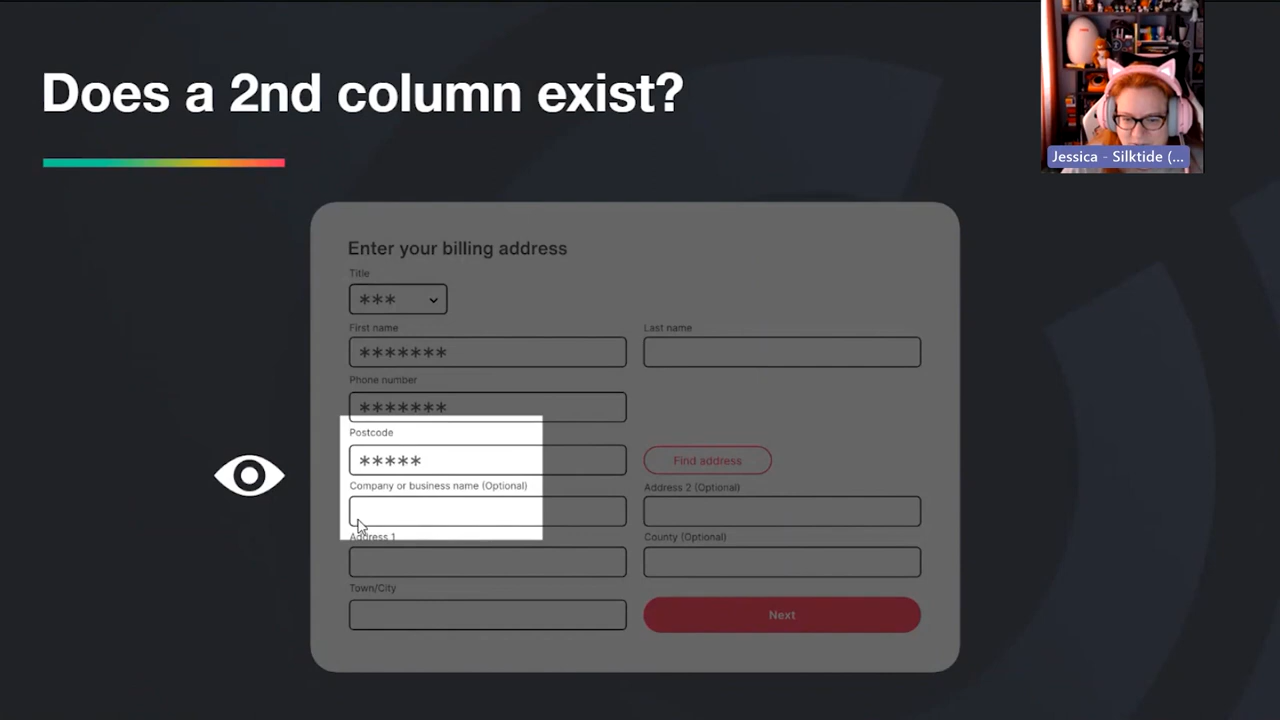 Does a 2nd column exist?
Jessica - Silktide (...
Enter your billing address
Title
***
First name
Last name
*******
Phone number
*******
Postcode
*****
Find address
Company or business name (Optional)
Address 2 (Optional)
Address 1
County (Optional)
Town/City
Next